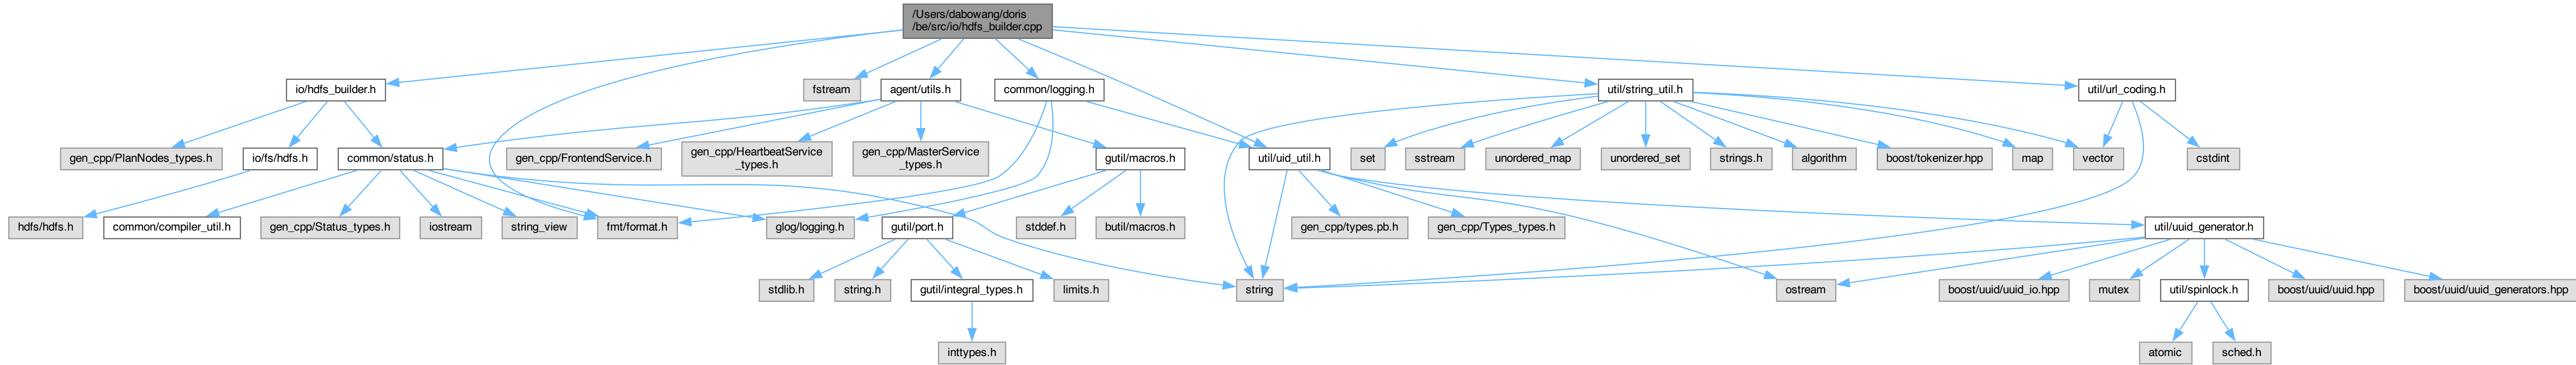 /Users/dabowang/doris
/be/src/io/hdfs_builder.cpp
io/hdfs_builder.h
fstream
agent/utils.h
common/logging.h
util/string_util.h
util/url_coding.h
gen_cpp/PlanNodes_types.h
io/fs/hdfs.h
common/status.h
gen_cpp/FrontendService.h
gen_cpp/HeartbeatService
_types.h
gen_cpp/MasterService
_types.h
gutil/macros.h
util/uid_util.h
set
sstream
unordered_map
unordered_set
strings.h
algorithm
boost/tokenizer.hpp
map
vector
cstdint
hdfs/hdfs.h
common/compiler_util.h
gen_cpp/Status_types.h
iostream
string_view
fmt/format.h
glog/logging.h
gutil/port.h
stddef.h
butil/macros.h
gen_cpp/types.pb.h
gen_cpp/Types_types.h
util/uuid_generator.h
stdlib.h
string.h
gutil/integral_types.h
limits.h
string
ostream
boost/uuid/uuid_io.hpp
mutex
util/spinlock.h
boost/uuid/uuid.hpp
boost/uuid/uuid_generators.hpp
inttypes.h
atomic
sched.h